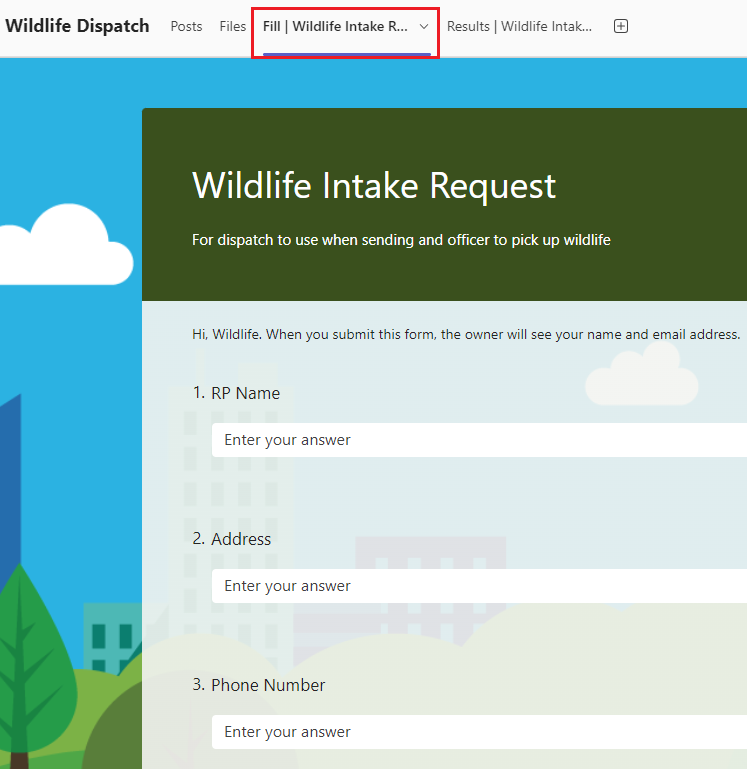 Wildlife Dispatch Posts Files Fill | Wildlife Intake R... Results | Wildlife Intak...
Wildlife Intake Request
For dispatch to use when sending and officer to pick up wildlife
Hi, Wildlife. When you submit this form, the owner will see your name and email address.
1. RP Name
Enter your answer
2. Address
Enter your answer
3. Phone Number
Enter your answer